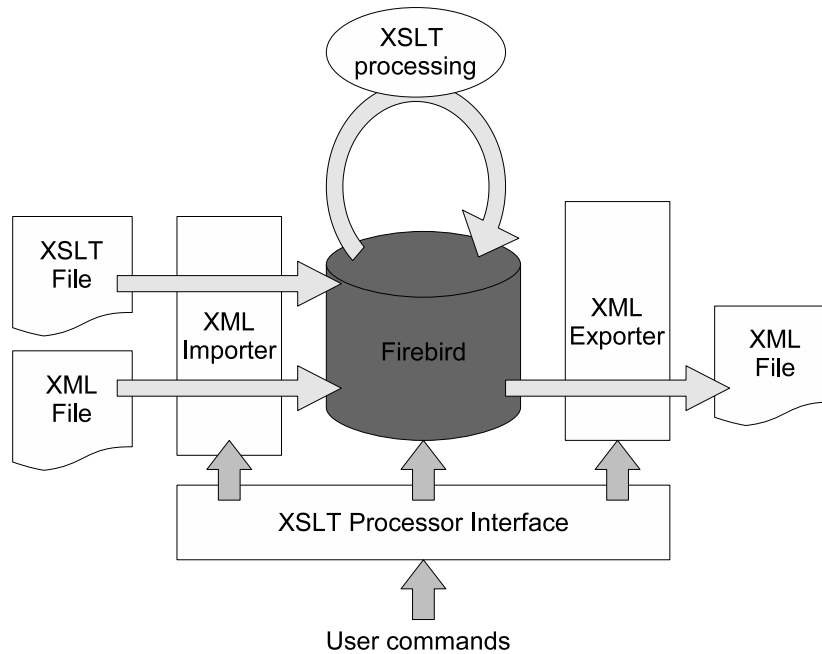 XSLT
processing
XSLT
File
XML
Importer
XML
File
Firebird
XML
Exporter
XML
File
XSLT Processor Interface
User commands